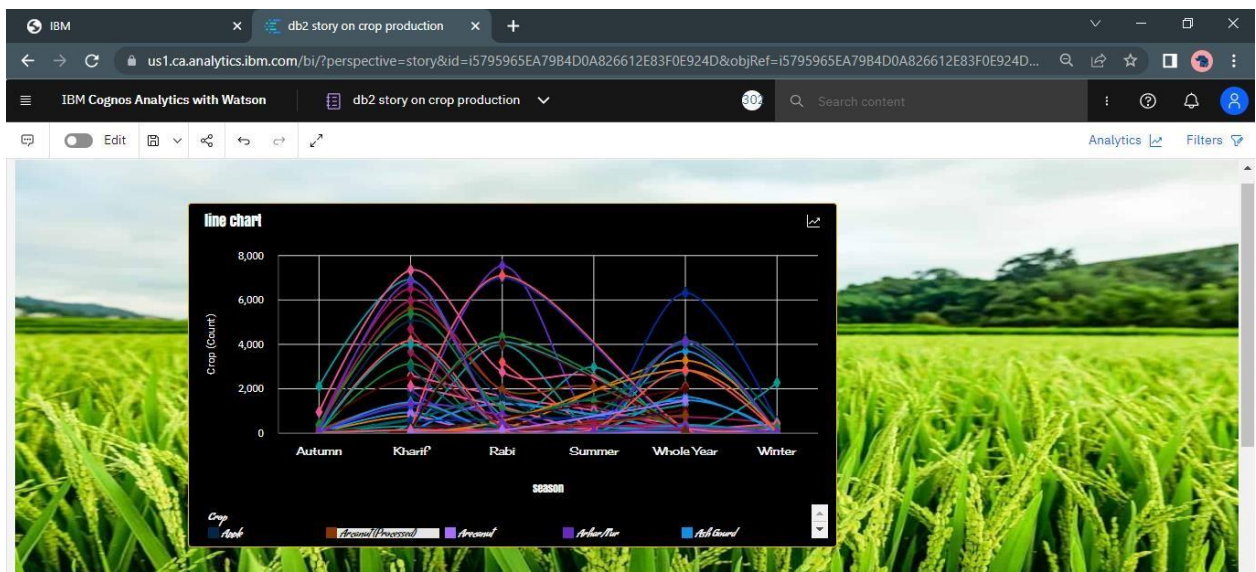 IBM
db2 story on crop production
us1.ca.analytics.ibm.com/bi/?perspective=story&id=i5795965EA79B4D0A826612E83F0E924D&objRef=i5795965EA79B4D0A826612E83F0E924D...
IBM Cognos Analytics with Watson
db2 story on crop production
302
Search content
Edit
Analytics
Filters
line chart
8,000
6,000
4,000
2,000
0
Crop (Count)
Autumn Kharif Rabi Summer Whole Year Winter
season
Crop
Apple Arcanut (Processed) Arecanut Arhar/Tur Ash Gourd